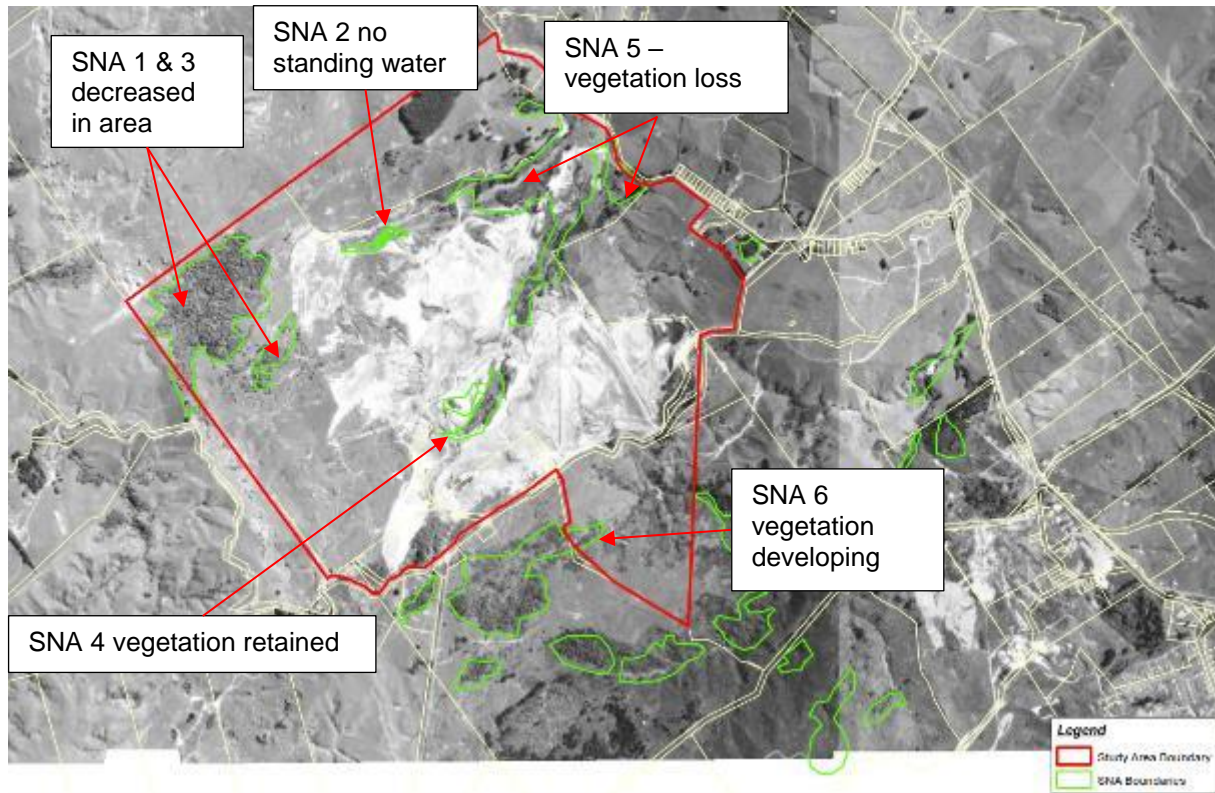 SNA 1 & 3
decreased
in area
SNA 2 no
standing water
SNA 5 –
vegetation loss
SNA 6
vegetation
developing
SNA 4 vegetation retained
Legend
Study Area Boundary
SNA Boundaries